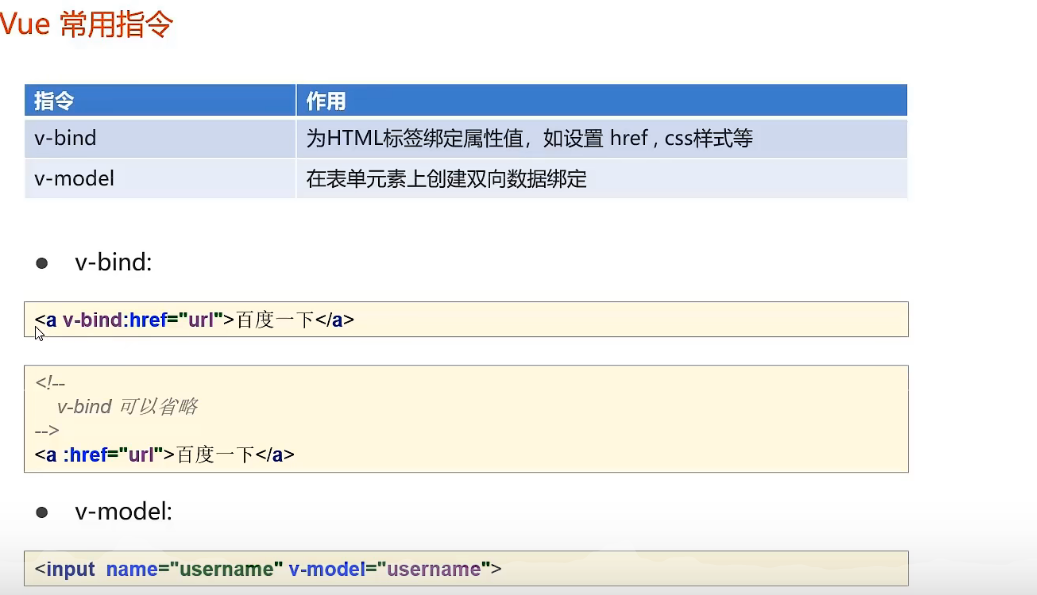 Vue 常用指令
指令 作用
v-bind 为HTML标签绑定属性值，如设置 href , css样式等
v-model 在表单元素上创建双向数据绑定
● v-bind:
<a v-bind:href="url">百度一下</a>
<!--
v-bind 可以省略
-->
<a :href="url">百度一下</a>
● v-model:
<input name="username" v-model="username">